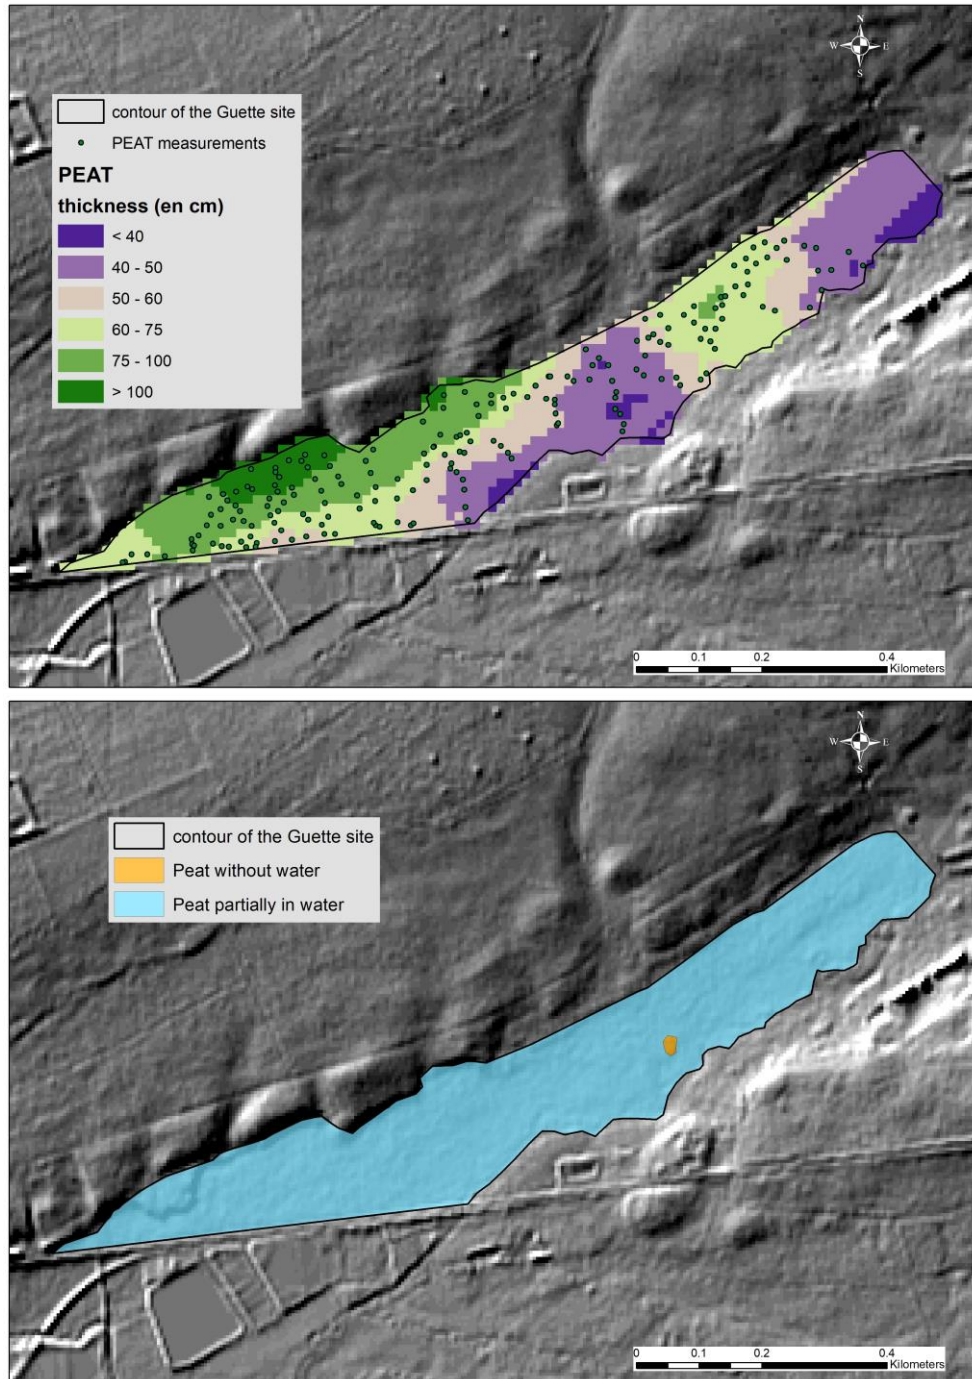 N
W E
S
contour of the Guette site
PEAT measurements
PEAT
thickness (en cm)
< 40
40 - 50
50 - 60
60 - 75
75 - 100
> 100
0 0.1 0.2 0.4
Kilometers
N
W E
S
contour of the Guette site
Peat without water
Peat partially in water
0 0.1 0.2 0.4
Kilometers